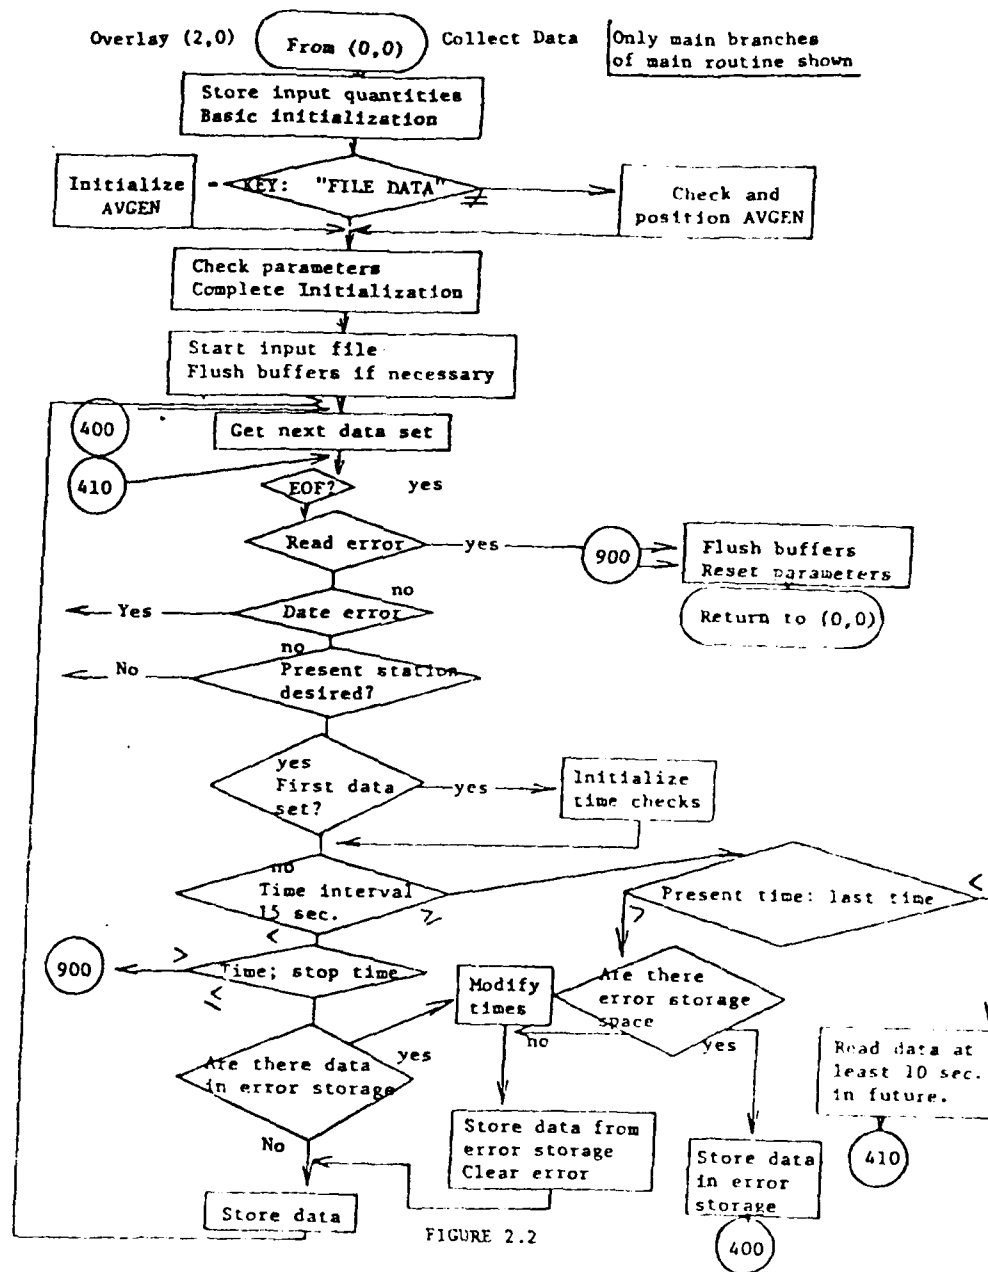 Overlay (2,0)
From (0,0)
Collect Data
Only main branches
of main routine shown
Store input quantities
Basic initialization
Initialize
AVGEN
=
KEY: "FILE DATA"
≠
Check and
position AVGEN
Check parameters
Complete Initialization
Start input file
Flush buffers if necessary
400
Get next data set
410
EOF?
yes
Read error
yes
900
Flush buffers
Reset parameters
Return to (0,0)
no
Date error
Yes
no
Present station
desired?
No
yes
First data
set?
yes
Initialize
time checks
no
Time interval
15 sec.
≥
<
Present time: last time
<
>
900
>
Time; stop time
≤
Modify
times
Are there
error storage
space
no
yes
Read data at
least 10 sec.
in future.
410
Are there data
in error storage
yes
No
Store data from
error storage
Clear error
Store data
in error
storage
400
Store data
FIGURE 2.2